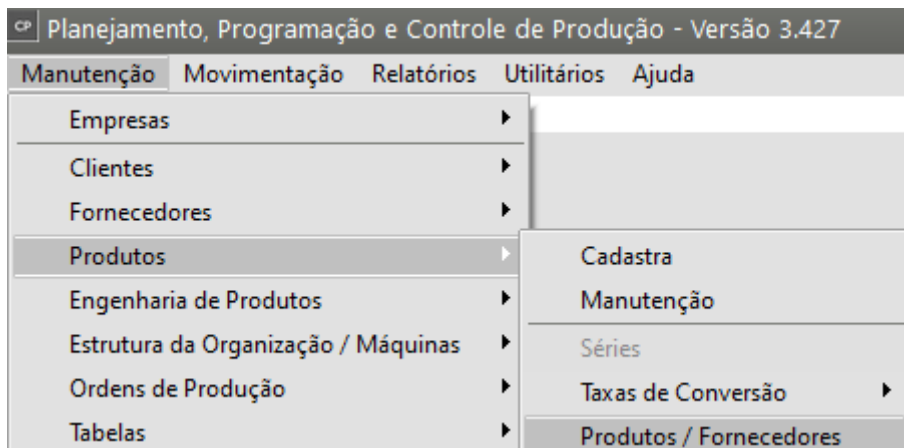 CP Planejamento, Programação e Controle de Produção - Versão 3.427
Manutenção Movimentação Relatórios Utilitários Ajuda
Empresas
Clientes
Fornecedores
Produtos
Engenharia de Produtos
Estrutura da Organização / Máquinas
Ordens de Produção
Tabelas
Cadastra
Manutenção
Séries
Taxas de Conversão
Produtos / Fornecedores